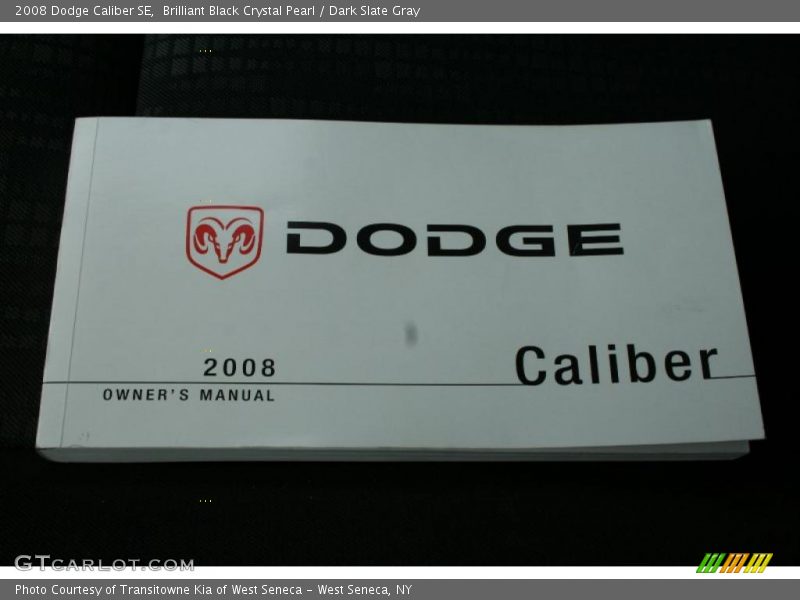 2008 Dodge Caliber SE,  Brilliant Black Crystal Pearl / Dark Slate Gray
DODGE
2008
Caliber
OWNER'S MANUAL
GTCARLOT.COM
Photo Courtesy of Transitowne Kia of West Seneca - West Seneca, NY